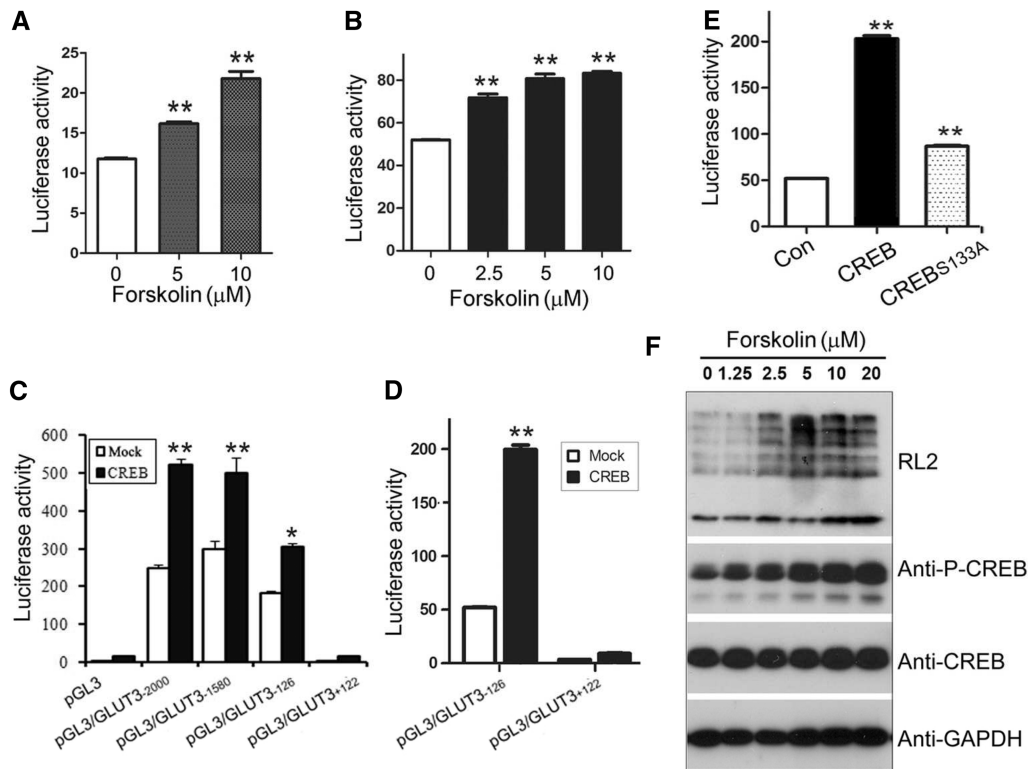 A
Luciferase activity
25
20
15
10
5
0
** **
0 5 10
Forskolin (μM)
B
Luciferase activity
80
60
40
20
0
** ** **
0 2.5 5 10
Forskolin (μM)
E
Luciferase activity
200
150
100
50
0
** **
Con CREB CREBS133A
C
Luciferase activity
600
500
400
300
200
100
0
Mock
CREB
** ** *
pGL3 pGL3/GLUT3-2000 pGL3/GLUT3-1580 pGL3/GLUT3-126 pGL3/GLUT3+122
D
Luciferase activity
200
150
100
50
0
**
Mock
CREB
pGL3/GLUT3-126 pGL3/GLUT3+122
F
Forskolin (μM)
0 1.25 2.5 5 10 20
RL2
Anti-P-CREB
Anti-CREB
Anti-GAPDH